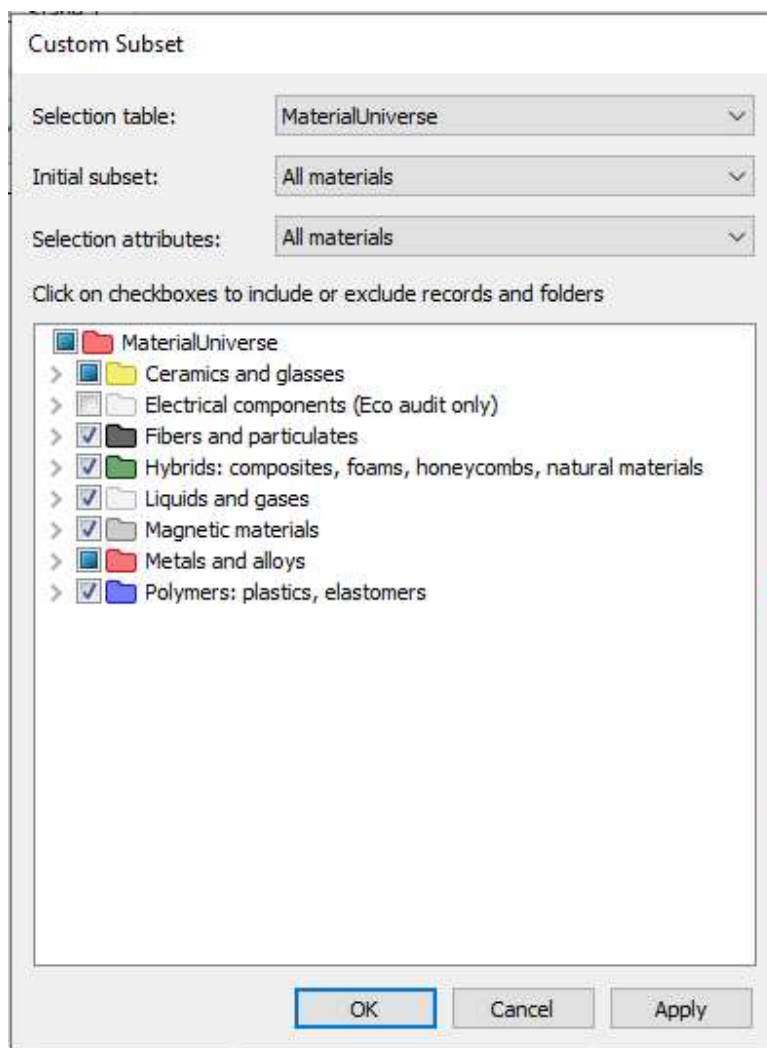 Custom Subset
Selection table: MaterialUniverse
Initial subset: All materials
Selection attributes: All materials
Click on checkboxes to include or exclude records and folders
MaterialUniverse
Ceramics and glasses
Electrical components (Eco audit only)
Fibers and particulates
Hybrids: composites, foams, honeycombs, natural materials
Liquids and gases
Magnetic materials
Metals and alloys
Polymers: plastics, elastomers
OK Cancel Apply